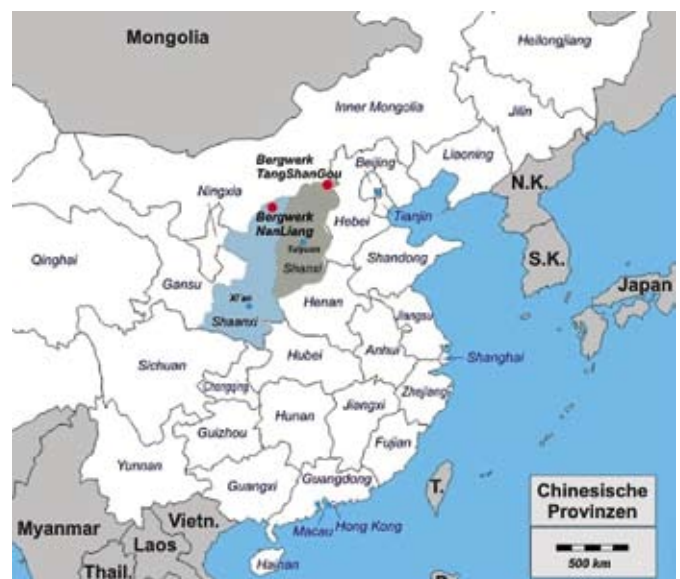 Mongolia
Heilongjiang
Jilin
Inner Mongolia
Liaoning
Beijing
Bergwerk
TangShanGou
N.K.
Ningxia
Bergwerk
NanLiang
Hebei
Tianjin
Taiyuan
S.K.
Qinghai
Gansu
Shanxi
Shandong
Japan
Xi'an
Henan
Shaanxi
Jiangsu
Sichuan
Hubei
Anhui
Shanghai
Chongqing
Zhejiang
Hunan
Jiangxi
Guizhou
Fujian
Yunnan
Guangxi
Guangdong
T.
Chinesische
Provinzen
500 km
Myanmar
Vietn.
Macau
Hong Kong
Laos
Hainan
Thail.